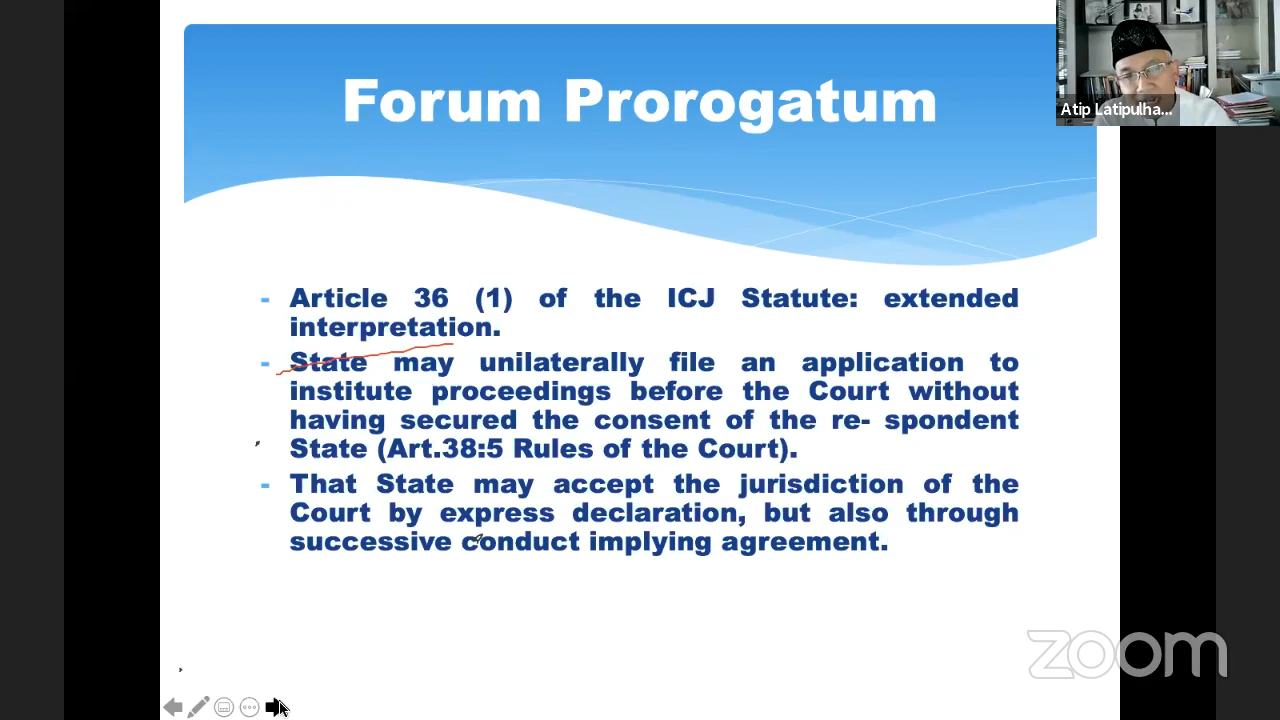 Forum Prorogatum
Atip Latipulha...
- Article 36 (1) of the ICJ Statute: extended
interpretation.
- State may unilaterally file an application to
institute proceedings before the Court without
having secured the consent of the re- spondent
State (Art.38:5 Rules of the Court).
- That State may accept the jurisdiction of the
Court by express declaration, but also through
successive conduct implying agreement.
zoom